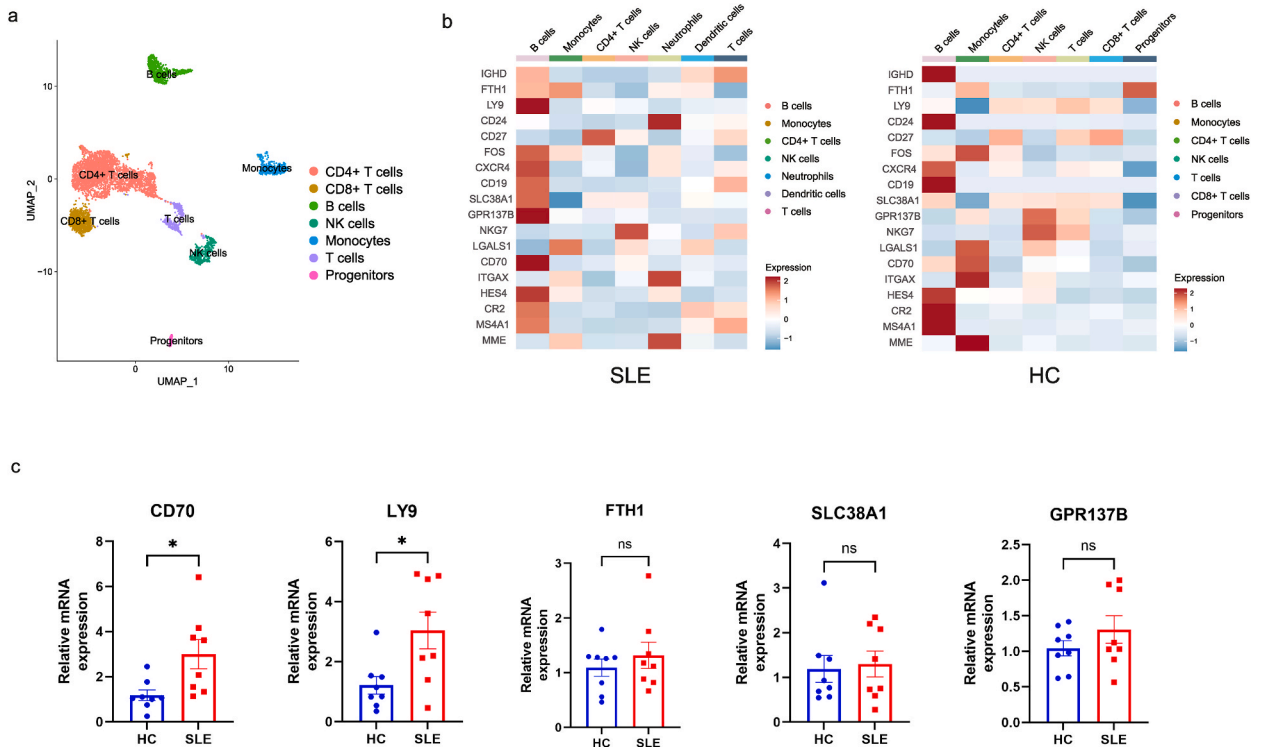 a
B cells
CD4+ T cells
CD8+ T cells
T cells
NK cells
Monocytes
Progenitors
10
0
−10
UMAP_2
0
10
UMAP_1
CD4+ T cells
CD8+ T cells
B cells
NK cells
Monocytes
T cells
Progenitors
b
B cells
Monocytes
CD4+ T cells
NK cells
Neutrophils
Dendritic cells
T cells
IGHD
FTH1
LY9
CD24
CD27
FOS
CXCR4
CD19
SLC38A1
GPR137B
NKG7
LGALS1
CD70
ITGAX
HES4
CR2
MS4A1
MME
B cells
Monocytes
CD4+ T cells
NK cells
Neutrophils
Dendritic cells
T cells
Expression
2
1
0
−1
SLE
B cells
Monocytes
CD4+ T cells
NK cells
T cells
CD8+ T cells
Progenitors
IGHD
FTH1
LY9
CD24
CD27
FOS
CXCR4
CD19
SLC38A1
GPR137B
NKG7
LGALS1
CD70
ITGAX
HES4
CR2
MS4A1
MME
B cells
Monocytes
CD4+ T cells
NK cells
T cells
CD8+ T cells
Progenitors
Expression
2
1
0
−1
HC
c
CD70
Relative mRNA
expression
8
6
4
2
0
*
HC SLE
LY9
Relative mRNA
expression
6
4
2
0
*
HC SLE
FTH1
Relative mRNA
expression
3
2
1
0
ns
HC SLE
SLC38A1
Relative mRNA
expression
4
3
2
1
0
ns
HC SLE
GPR137B
Relative mRNA
expression
2.5
2.0
1.5
1.0
0.5
0.0
ns
HC SLE